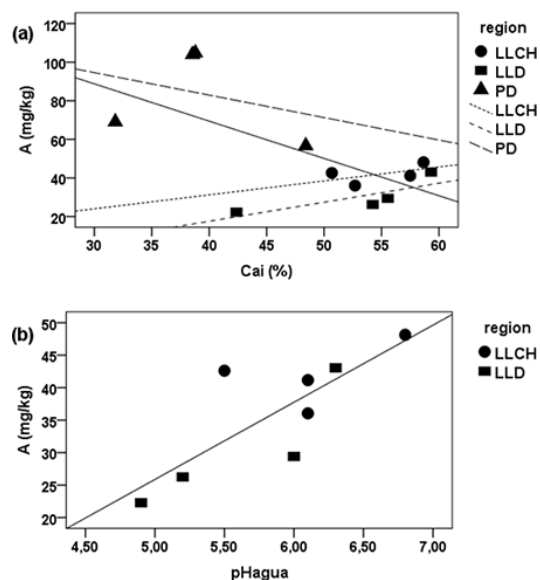 (a)
A (mg/kg)
120
100
80
60
40
20
30 35 40 45 50 55 60
Cai (%)
region
LLCH
LLD
PD
LLCH
LLD
PD
(b)
A (mg/kg)
50
45
40
35
30
25
20
4,50 5,00 5,50 6,00 6,50 7,00
pHagua
region
LLCH
LLD